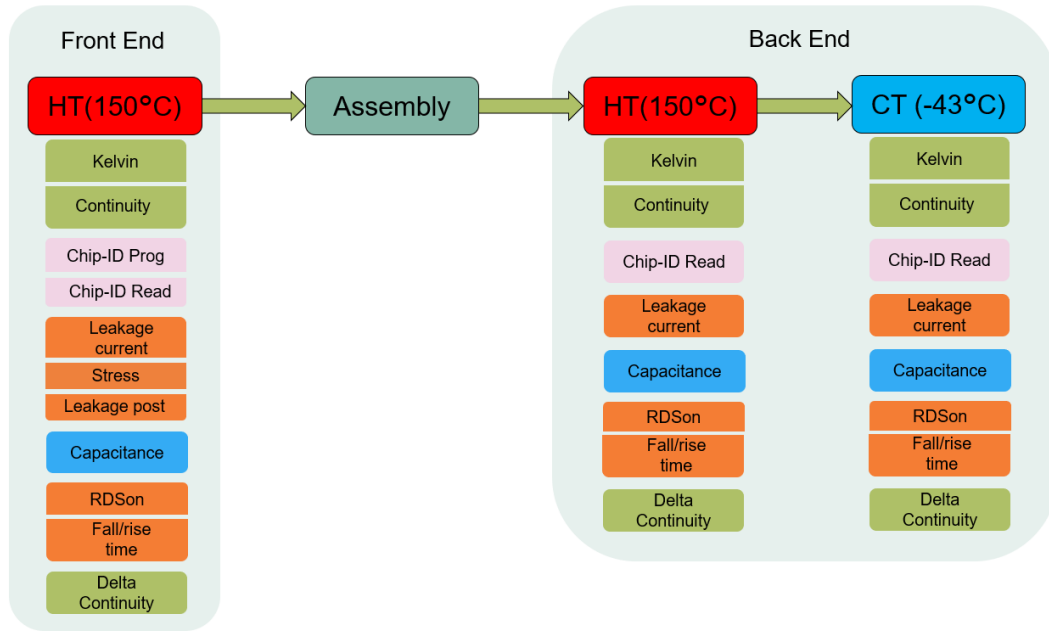 Front End
HT(150°C)
Kelvin
Continuity
Chip-ID Prog
Chip-ID Read
Leakage
current
Stress
Leakage post
Capacitance
RDSon
Fall/rise
time
Delta
Continuity
Assembly
Back End
HT(150°C)
Kelvin
Continuity
Chip-ID Read
Leakage
current
Capacitance
RDSon
Fall/rise
time
Delta
Continuity
CT (-43°C)
Kelvin
Continuity
Chip-ID Read
Leakage
current
Capacitance
RDSon
Fall/rise
time
Delta
Continuity